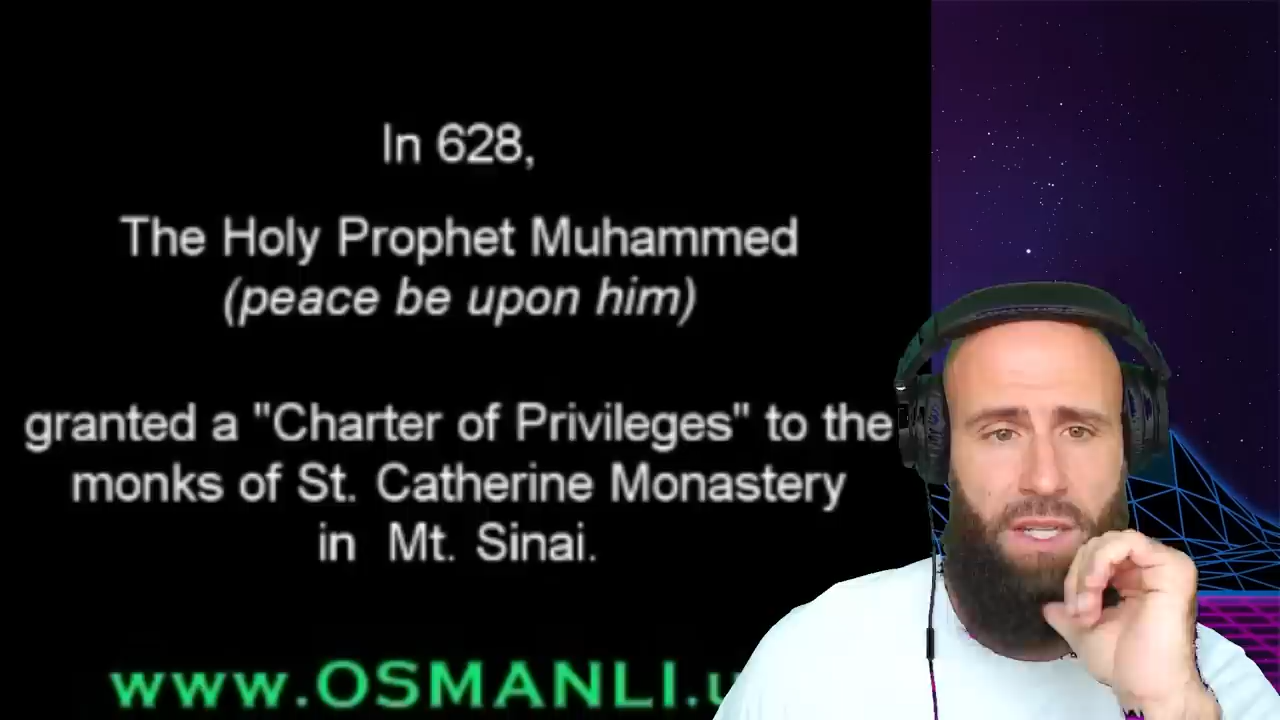 In 628,
The Holy Prophet Muhammed
(peace be upon him)
granted a "Charter of Privileges" to the
monks of St. Catherine Monastery
in Mt. Sinai.
www.OSMANLI.u